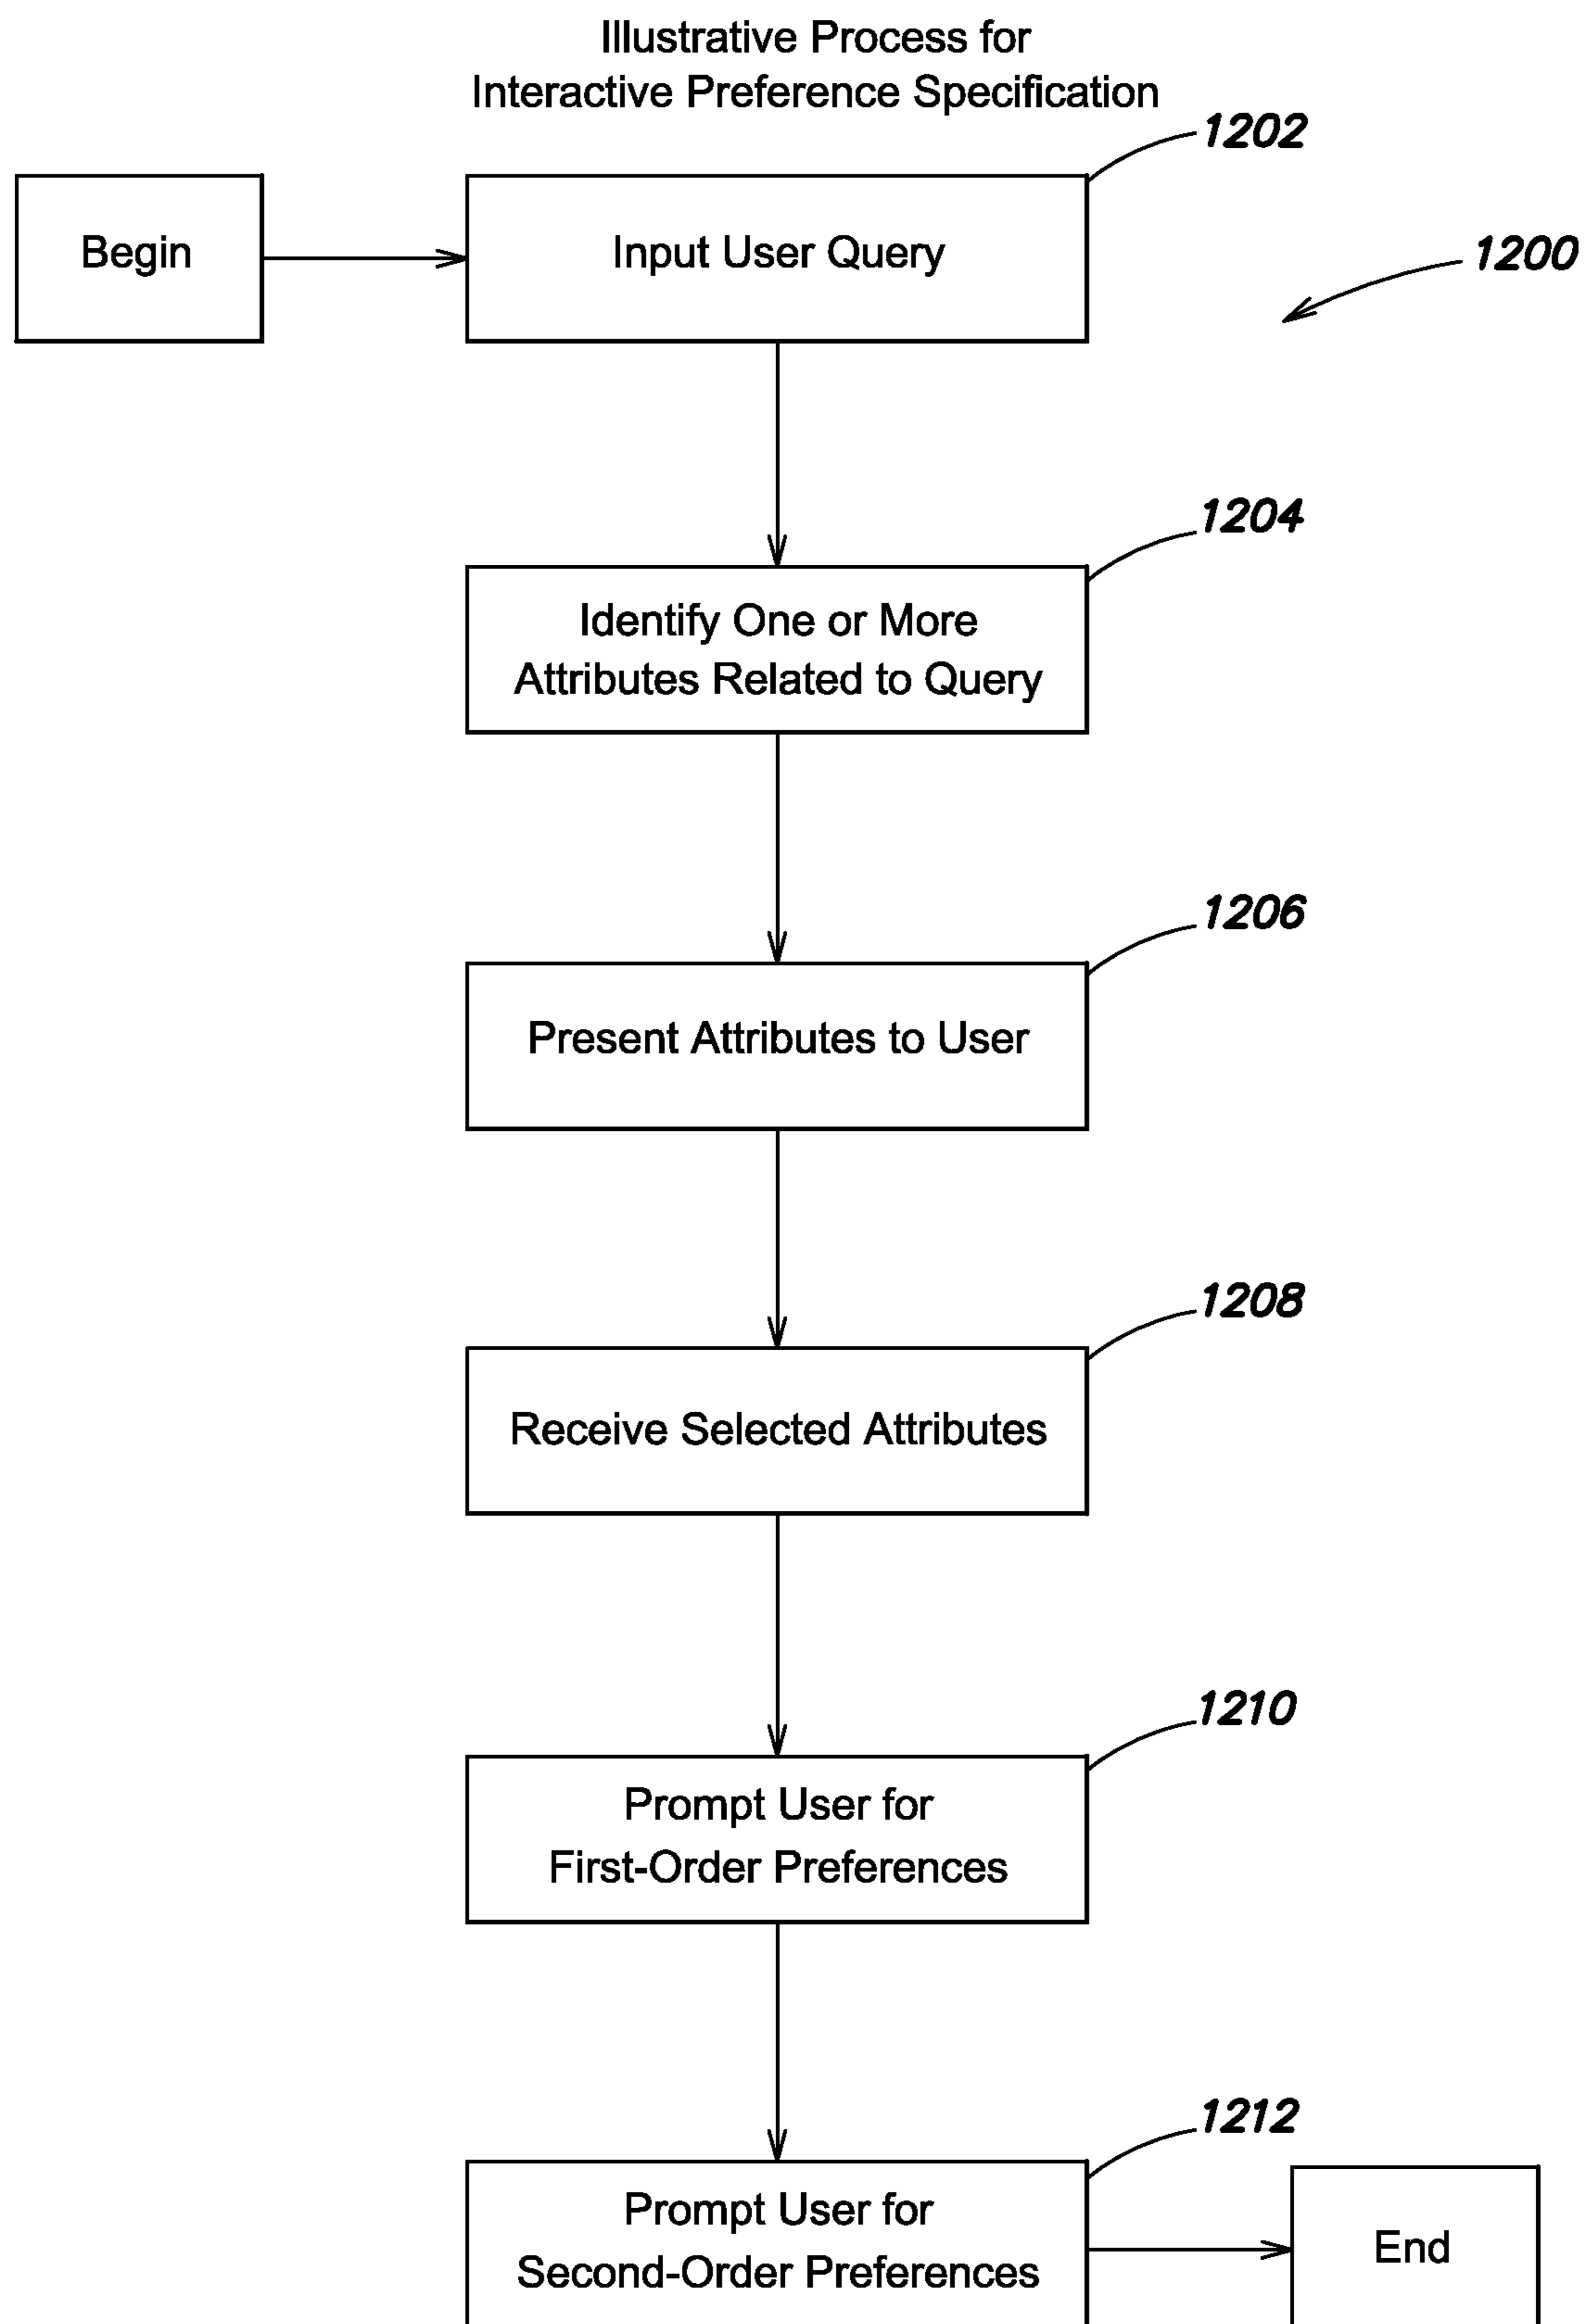 Illustrative Process for
Interactive Preference Specification
1202
Begin
Input User Query
1200
1204
Identify One or More
Attributes Related to Query
1206
Present Attributes to User
1208
Receive Selected Attributes
1210
Prompt User for
First-Order Preferences
1212
Prompt User for
Second-Order Preferences
End